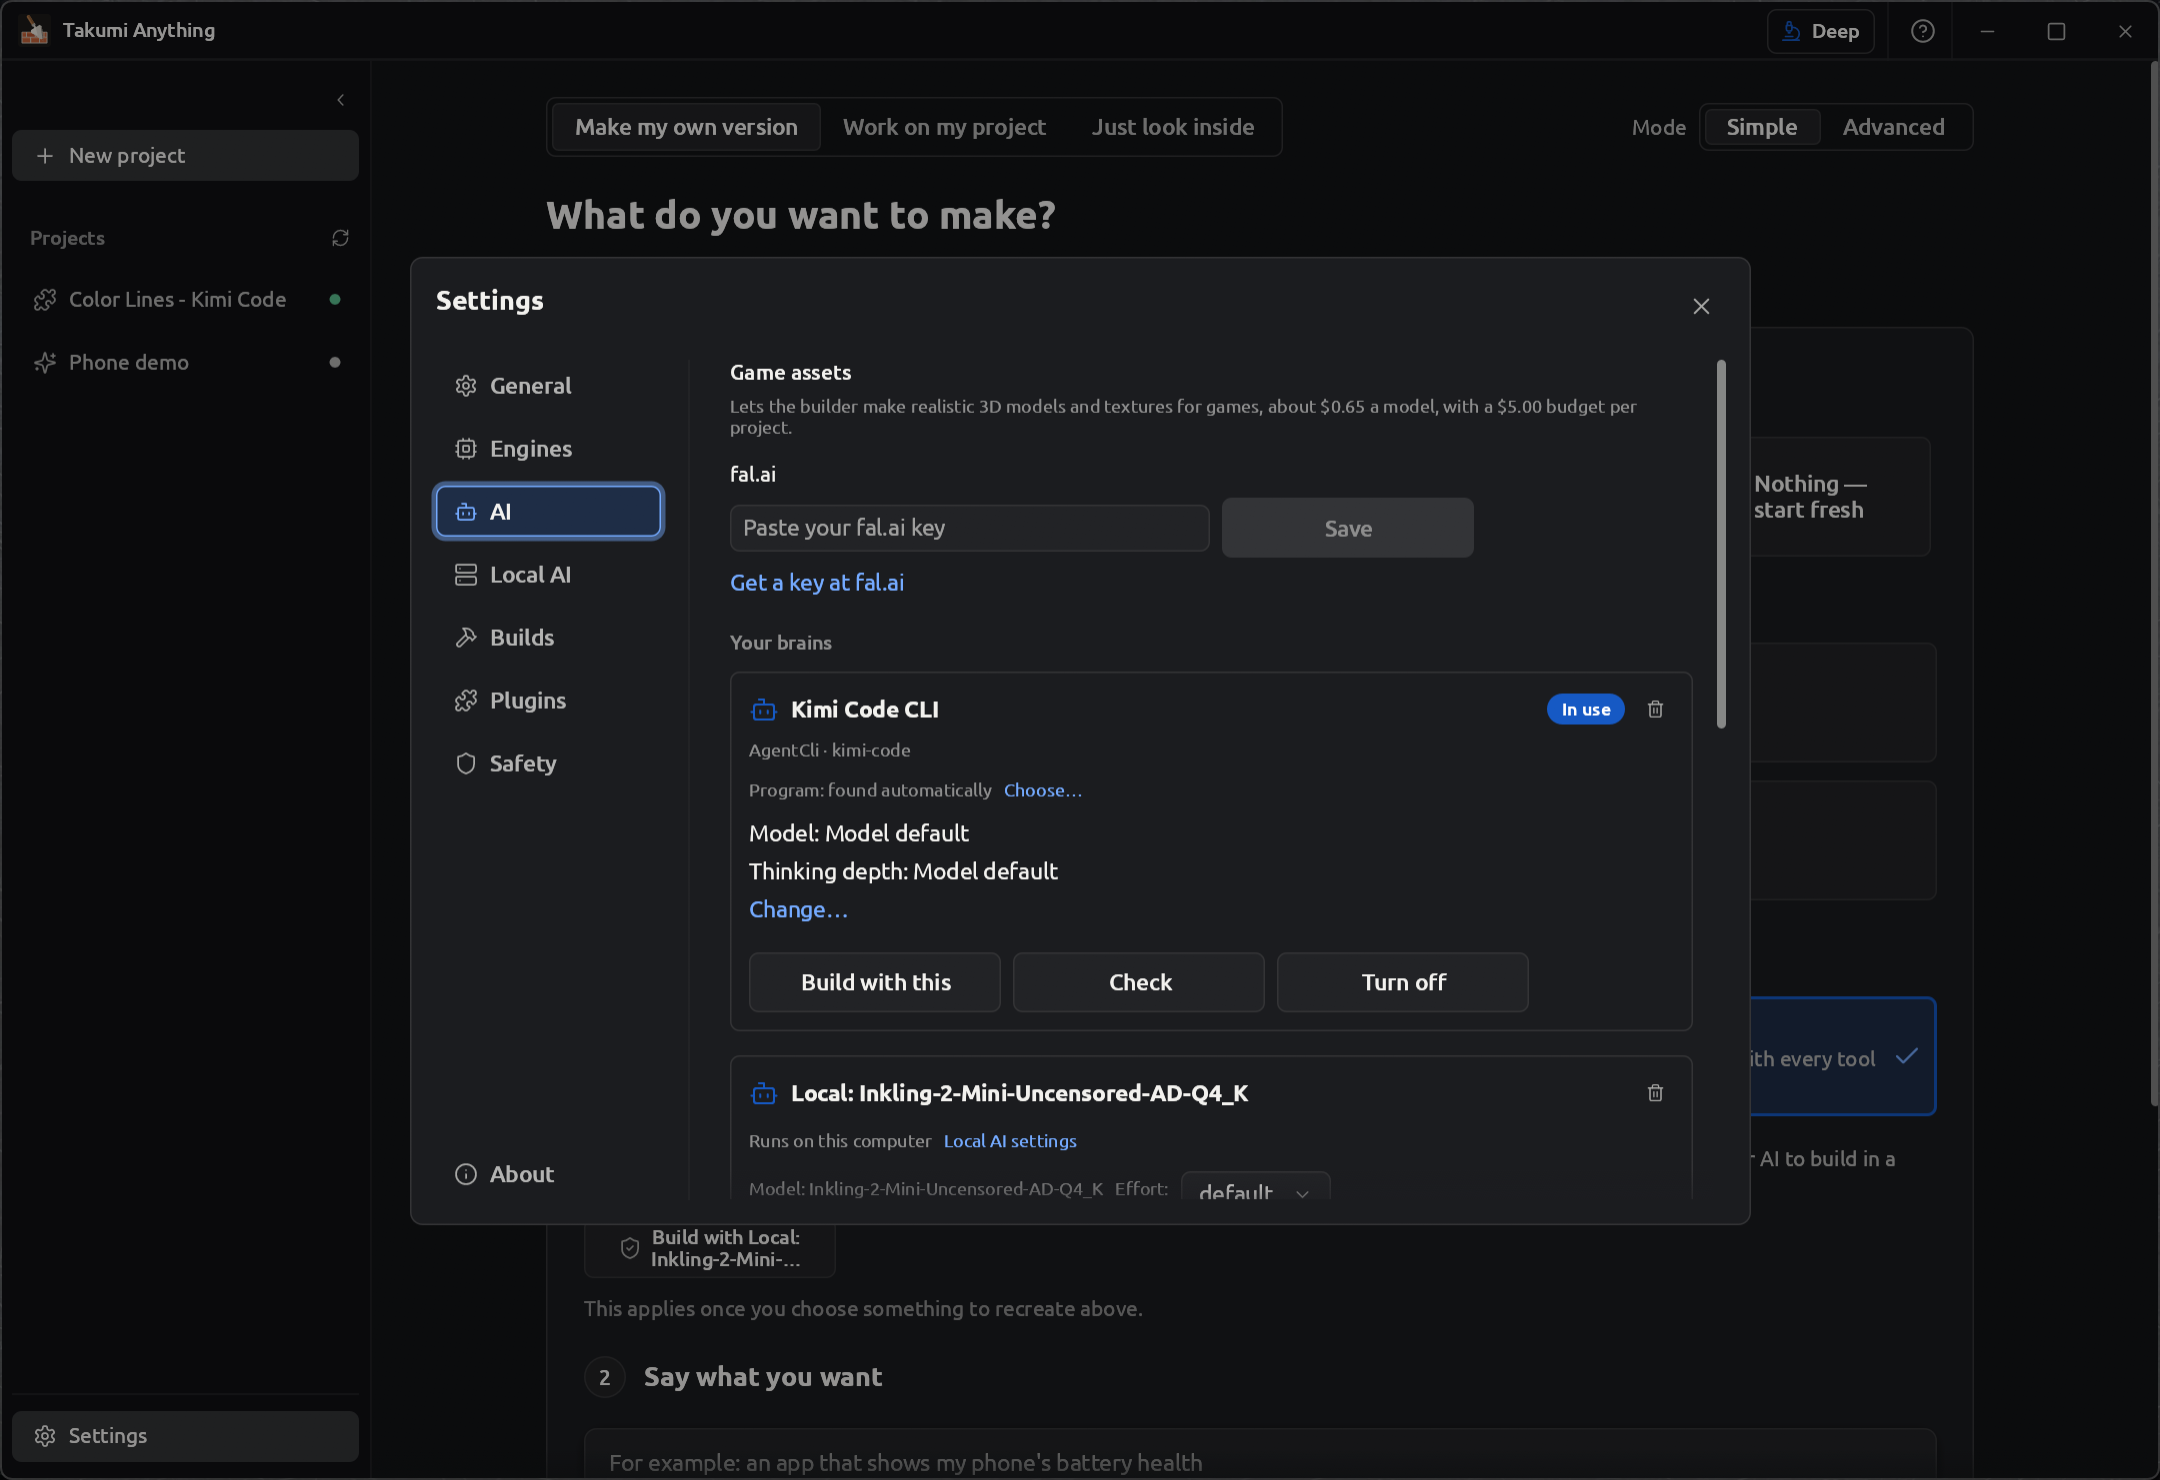 Takumi Anything
Deep
New project
Projects
Color Lines - Kimi Code
Phone demo
Settings
Make my own version
Work on my project
Just look inside
Mode
Simple
Advanced
What do you want to make?
Settings
General
Engines
AI
Local AI
Builds
Plugins
Safety
About
Game assets
Lets the builder make realistic 3D models and textures for games, about $0.65 a model, with a $5.00 budget per
project.
fal.ai
Paste your fal.ai key
Save
Get a key at fal.ai
Your brains
Kimi Code CLI
In use
AgentCli · kimi-code
Program: found automatically Choose...
Model: Model default
Thinking depth: Model default
Change...
Build with this
Check
Turn off
Local: Inkling-2-Mini-Uncensored-AD-Q4_K
Runs on this computer Local AI settings
Model: Inkling-2-Mini-Uncensored-AD-Q4_K Effort:
default
Nothing —
start fresh
with every tool
AI to build in a
Build with Local:
Inkling-2-Mini-...
This applies once you choose something to recreate above.
2
Say what you want
For example: an app that shows my phone's battery health